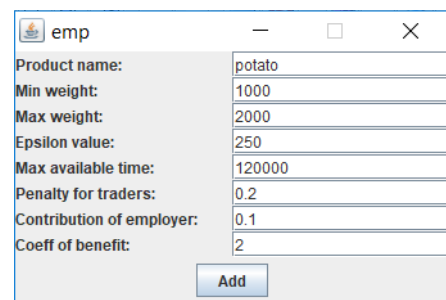 emp
Product name: potato
Min weight: 1000
Max weight: 2000
Epsilon value: 250
Max available time: 120000
Penalty for traders: 0.2
Contribution of employer: 0.1
Coeff of benefit: 2
Add